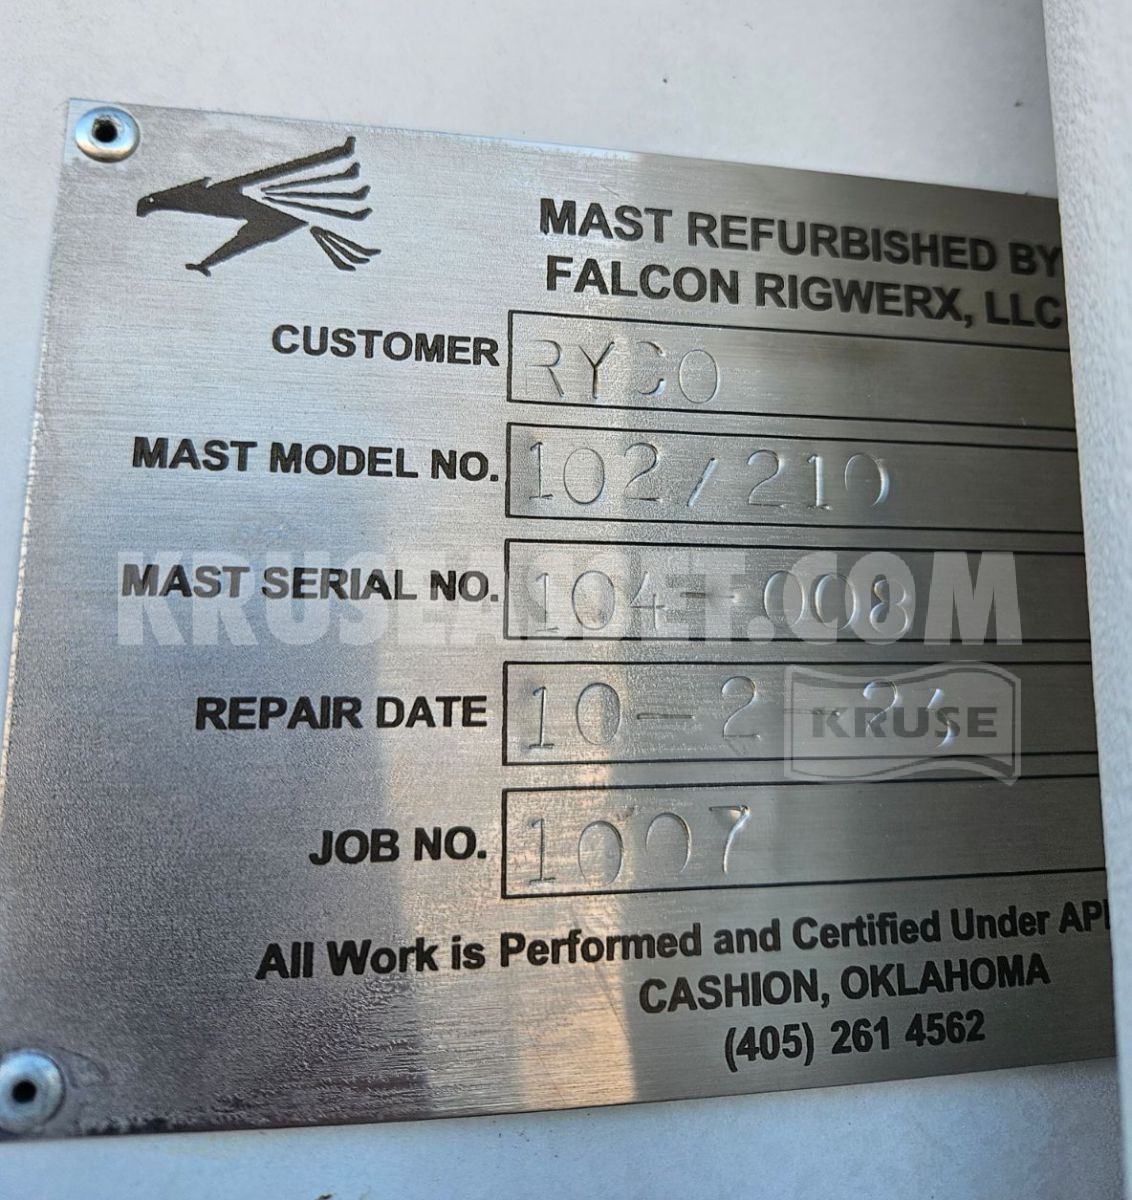 MAST REFURBISHED BY
FALCON RIGWERX, LLC
CUSTOMER RYCO
MAST MODEL NO. 102/210
MAST SERIAL NO. 104-008
KRUSEASSET.COM
REPAIR DATE 10-2
KRUSE
JOB NO. 1007
All Work is Performed and Certified Under API
CASHION, OKLAHOMA
(405) 261 4562